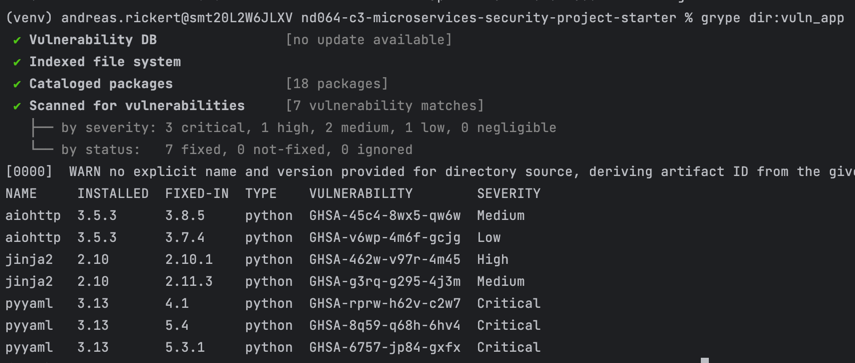 (venv) andreas.rickert@smt20L2W6JLXV nd064-c3-microservices-security-project-starter % grype dir:vuln_app
✔ Vulnerability DB [no update available]
✔ Indexed file system
✔ Cataloged packages [18 packages]
✔ Scanned for vulnerabilities [7 vulnerability matches]
├── by severity: 3 critical, 1 high, 2 medium, 1 low, 0 negligible
└── by status: 7 fixed, 0 not-fixed, 0 ignored
[0000] WARN no explicit name and version provided for directory source, deriving artifact ID from the give
NAME INSTALLED FIXED-IN TYPE VULNERABILITY SEVERITY
aiohttp 3.5.3 3.8.5 python GHSA-45c4-8wx5-qw6w Medium
aiohttp 3.5.3 3.7.4 python GHSA-v6wp-4m6f-gcjg Low
jinja2 2.10 2.10.1 python GHSA-462w-v97r-4m45 High
jinja2 2.10 2.11.3 python GHSA-g3rq-g295-4j3m Medium
pyyaml 3.13 4.1 python GHSA-rprw-h62v-c2w7 Critical
pyyaml 3.13 5.4 python GHSA-8q59-q68h-6hv4 Critical
pyyaml 3.13 5.3.1 python GHSA-6757-jp84-gxfx Critical